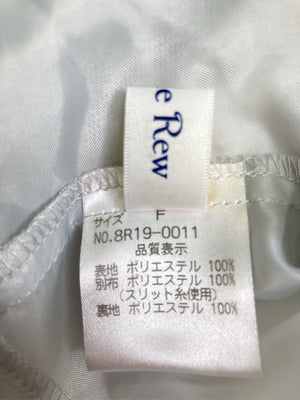 e Rew
サイズ F
NO.8R19-0011
品質表示
表地 ポリエステル 100%
別布 ポリエステル 100%
(スリット糸使用)
裏地 ポリエステル 100%